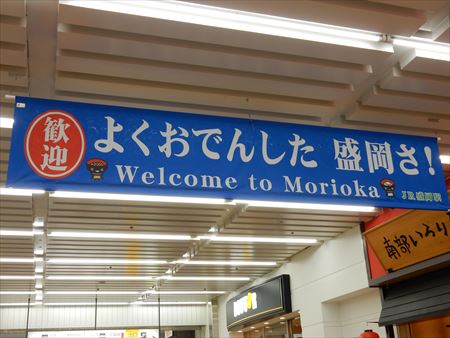 歓迎
よくおでんした 盛岡さ!
Welcome to Morioka
JR盛岡駅
南部いろり